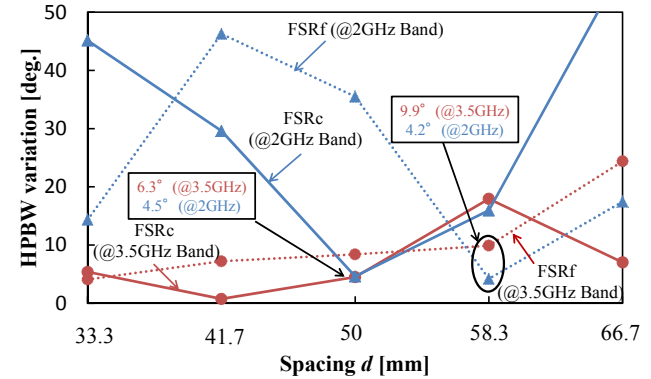 HPBW variation [deg.]
50
40
30
20
10
0
FSRf (@2GHz Band)
FSRc
(@2GHz Band)
9.9° (@3.5GHz)
4.2° (@2GHz)
6.3° (@3.5GHz)
4.5° (@2GHz)
FSRc
(@3.5GHz Band)
FSRf
(@3.5GHz Band)
33.3 41.7 50 58.3 66.7
Spacing d [mm]